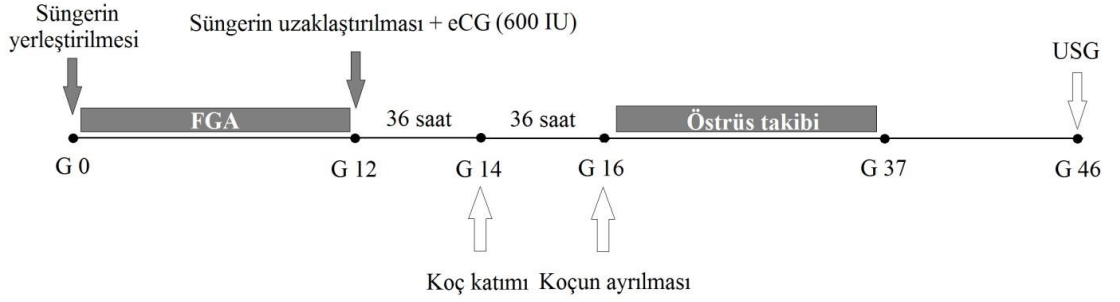 Süngerin
yerleştirilmesi
Süngerin uzaklaştırılması + eCG (600 IU)
USG
FGA
36 saat
36 saat
Östrüs takibi
G 0
G 12
G 14
G 16
G 37
G 46
Koç katımı
Koçun ayrılması